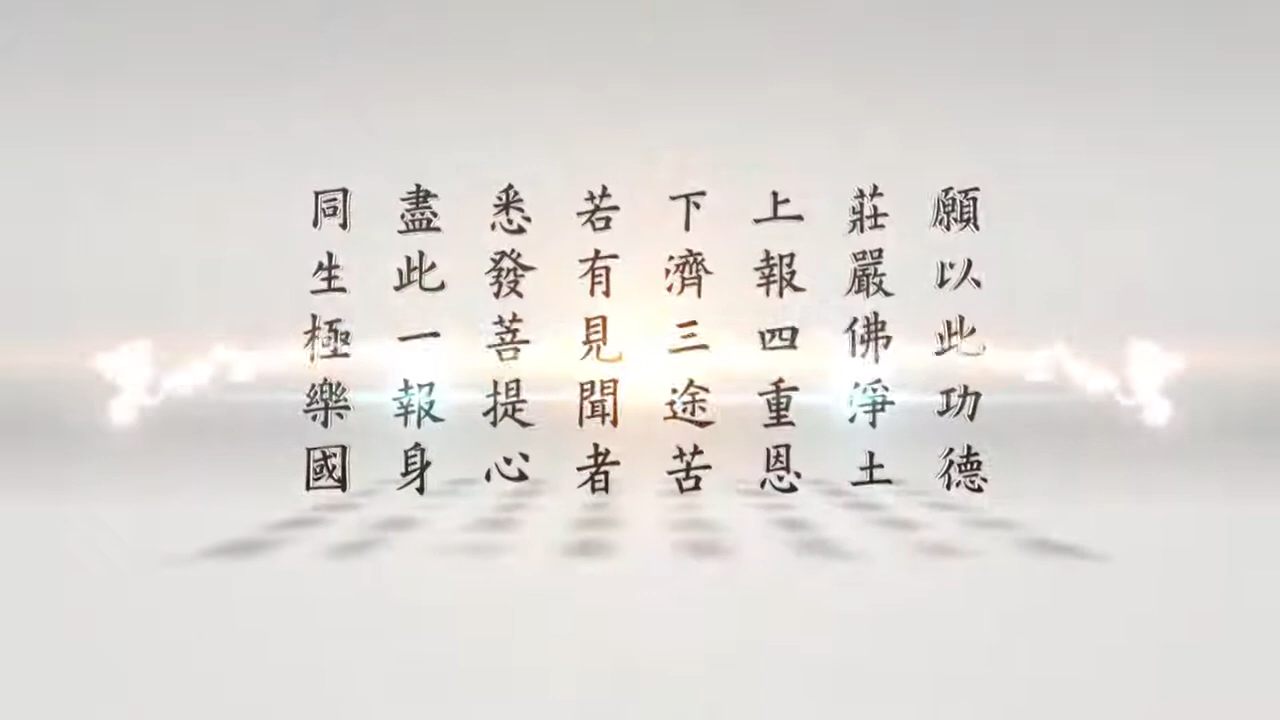 願以此功德
莊嚴佛淨土
上報四重恩
下濟三途苦
若有見聞者
悉發菩提心
盡此一報身
同生極樂國